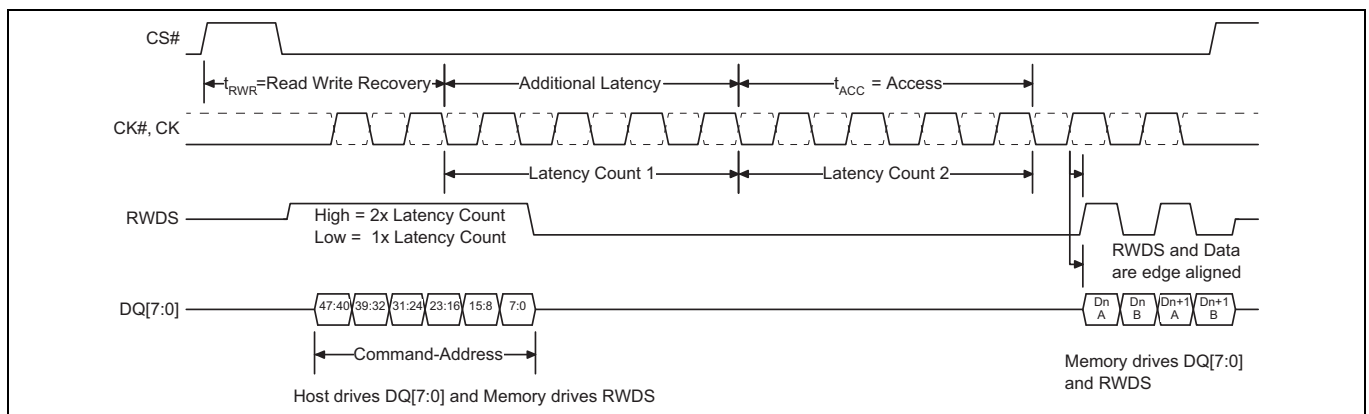 CS#
tRWR=Read Write Recovery
Additional Latency
tACC = Access
CK#, CK
Latency Count 1
Latency Count 2
RWDS
High = 2x Latency Count
Low = 1x Latency Count
RWDS and Data
are edge aligned
DQ[7:0]
47:40 39:32 31:24 23:16 15:8 7:0
Dn A
Dn B
Dn+1 A
Dn+1 B
Command-Address
Host drives DQ[7:0] and Memory drives RWDS
Memory drives DQ[7:0]
and RWDS